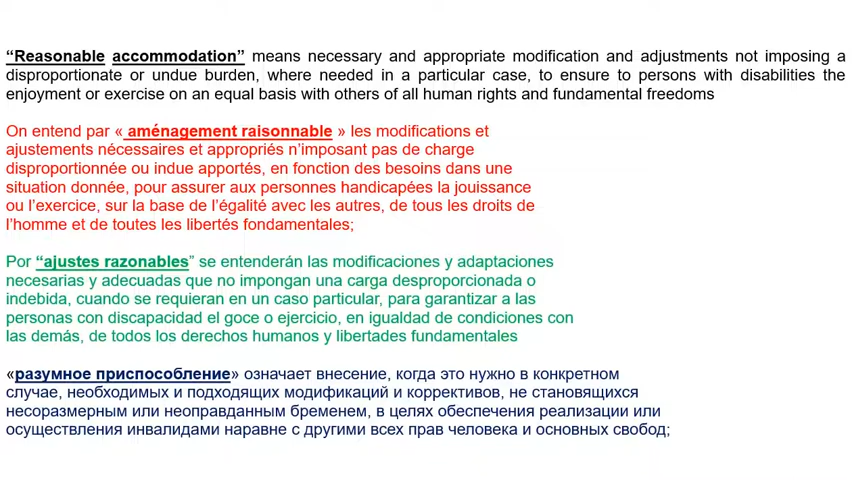 “Reasonable accommodation” means necessary and appropriate modification and adjustments not imposing a
disproportionate or undue burden, where needed in a particular case, to ensure to persons with disabilities the
enjoyment or exercise on an equal basis with others of all human rights and fundamental freedoms
On entend par « aménagement raisonnable » les modifications et
ajustements nécessaires et appropriés n’imposant pas de charge
disproportionnée ou indue apportés, en fonction des besoins dans une
situation donnée, pour assurer aux personnes handicapées la jouissance
ou l’exercice, sur la base de l’égalité avec les autres, de tous les droits de
l’homme et de toutes les libertés fondamentales;
Por “ajustes razonables” se entenderán las modificaciones y adaptaciones
necesarias y adecuadas que no impongan una carga desproporcionada o
indebida, cuando se requieran en un caso particular, para garantizar a las
personas con discapacidad el goce o ejercicio, en igualdad de condiciones con
las demás, de todos los derechos humanos y libertades fundamentales
«разумное приспособление» означает внесение, когда это нужно в конкретном
случае, необходимых и подходящих модификаций и коррективов, не становящихся
несоразмерным или неоправданным бременем, в целях обеспечения реализации или
осуществления инвалидами наравне с другими всех прав человека и основных свобод;